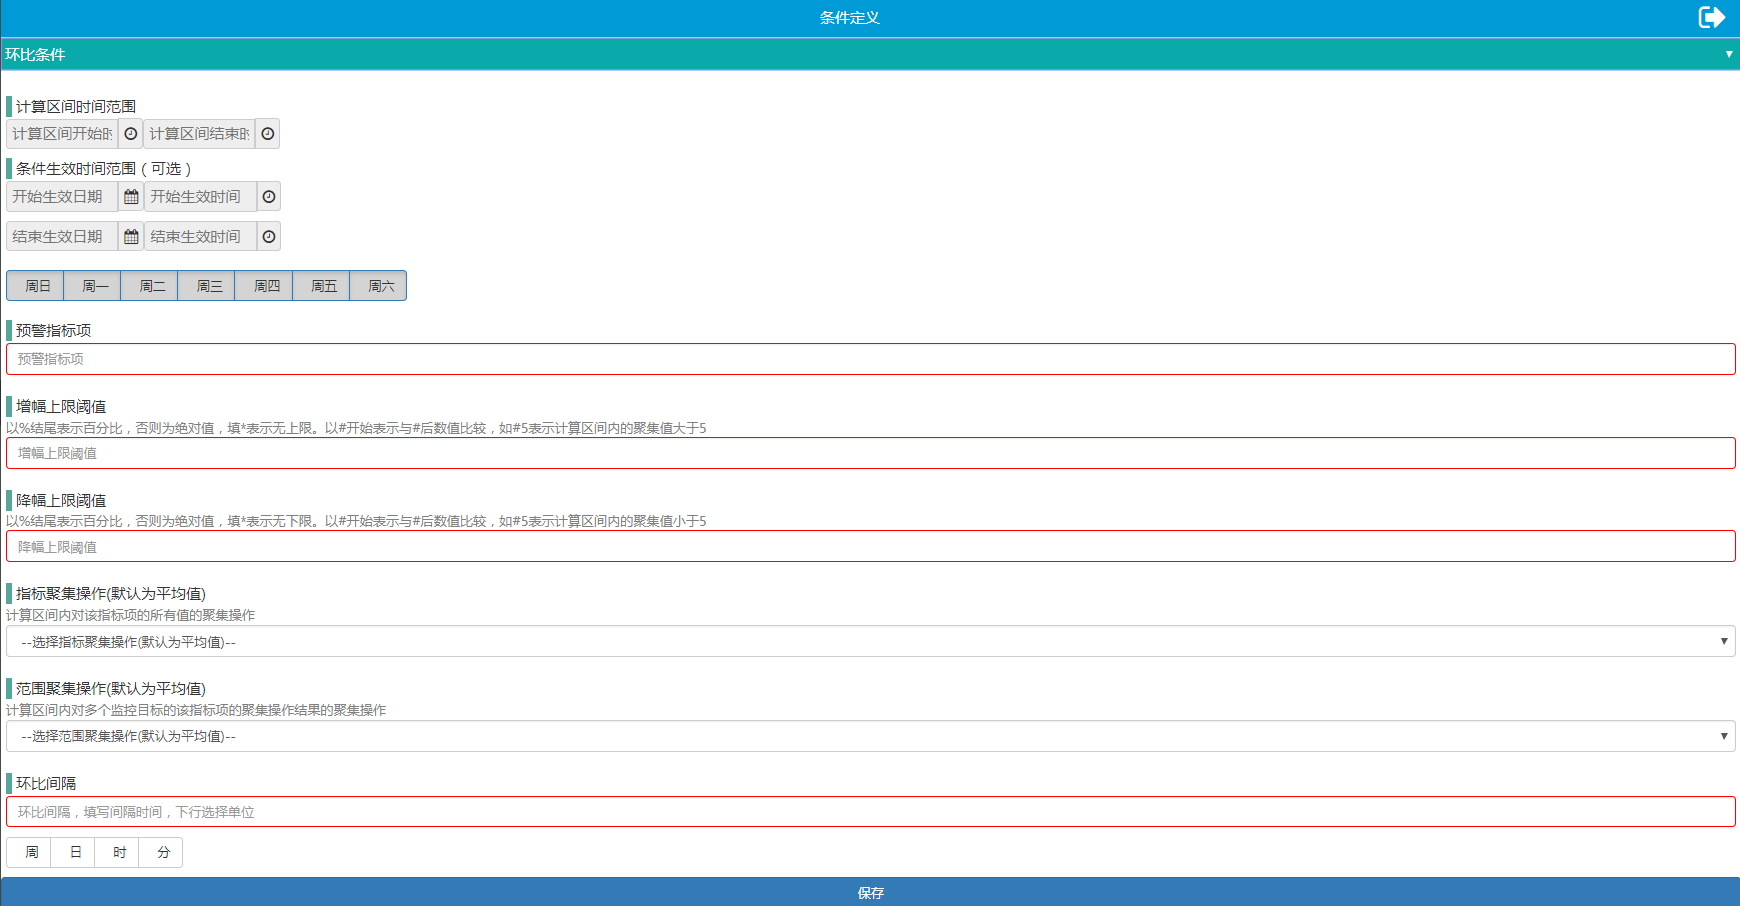 条件定义
环比条件
计算区间时间范围
计算区间开始时 计算区间结束时
条件生效时间范围（可选）
开始生效日期 开始生效时间
结束生效日期 结束生效时间
周日 周一 周二 周三 周四 周五 周六
预警指标项
预警指标项
增幅上限阈值
以%结尾表示百分比，否则为绝对值，填*表示无上限。以#开始表示与#后数值比较，如#5表示计算区间内的聚集值大于5
增幅上限阈值
降幅上限阈值
以%结尾表示百分比，否则为绝对值，填*表示无下限。以#开始表示与#后数值比较，如#5表示计算区间内的聚集值小于5
降幅上限阈值
指标聚集操作(默认为平均值)
计算区间内对该指标项的所有值的聚集操作
--选择指标聚集操作(默认为平均值)--
范围聚集操作(默认为平均值)
计算区间内对多个监控目标的该指标项的聚集操作结果的聚集操作
--选择范围聚集操作(默认为平均值)--
环比间隔
环比间隔，填写间隔时间，下行选择单位
周 日 时 分
保存